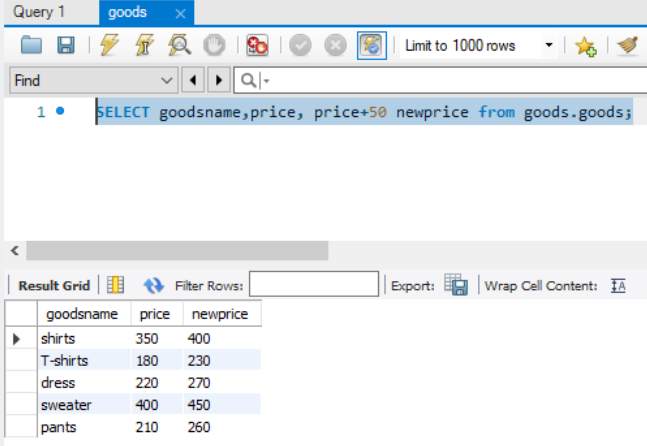 Query 1 goods ×
Limit to 1000 rows
Find
1 SELECT goodsname,price, price+50 newprice from goods.goods;
Result Grid Filter Rows: Export: Wrap Cell Content: IA
goodsname price newprice
shirts 350 400
T-shirts 180 230
dress 220 270
sweater 400 450
pants 210 260